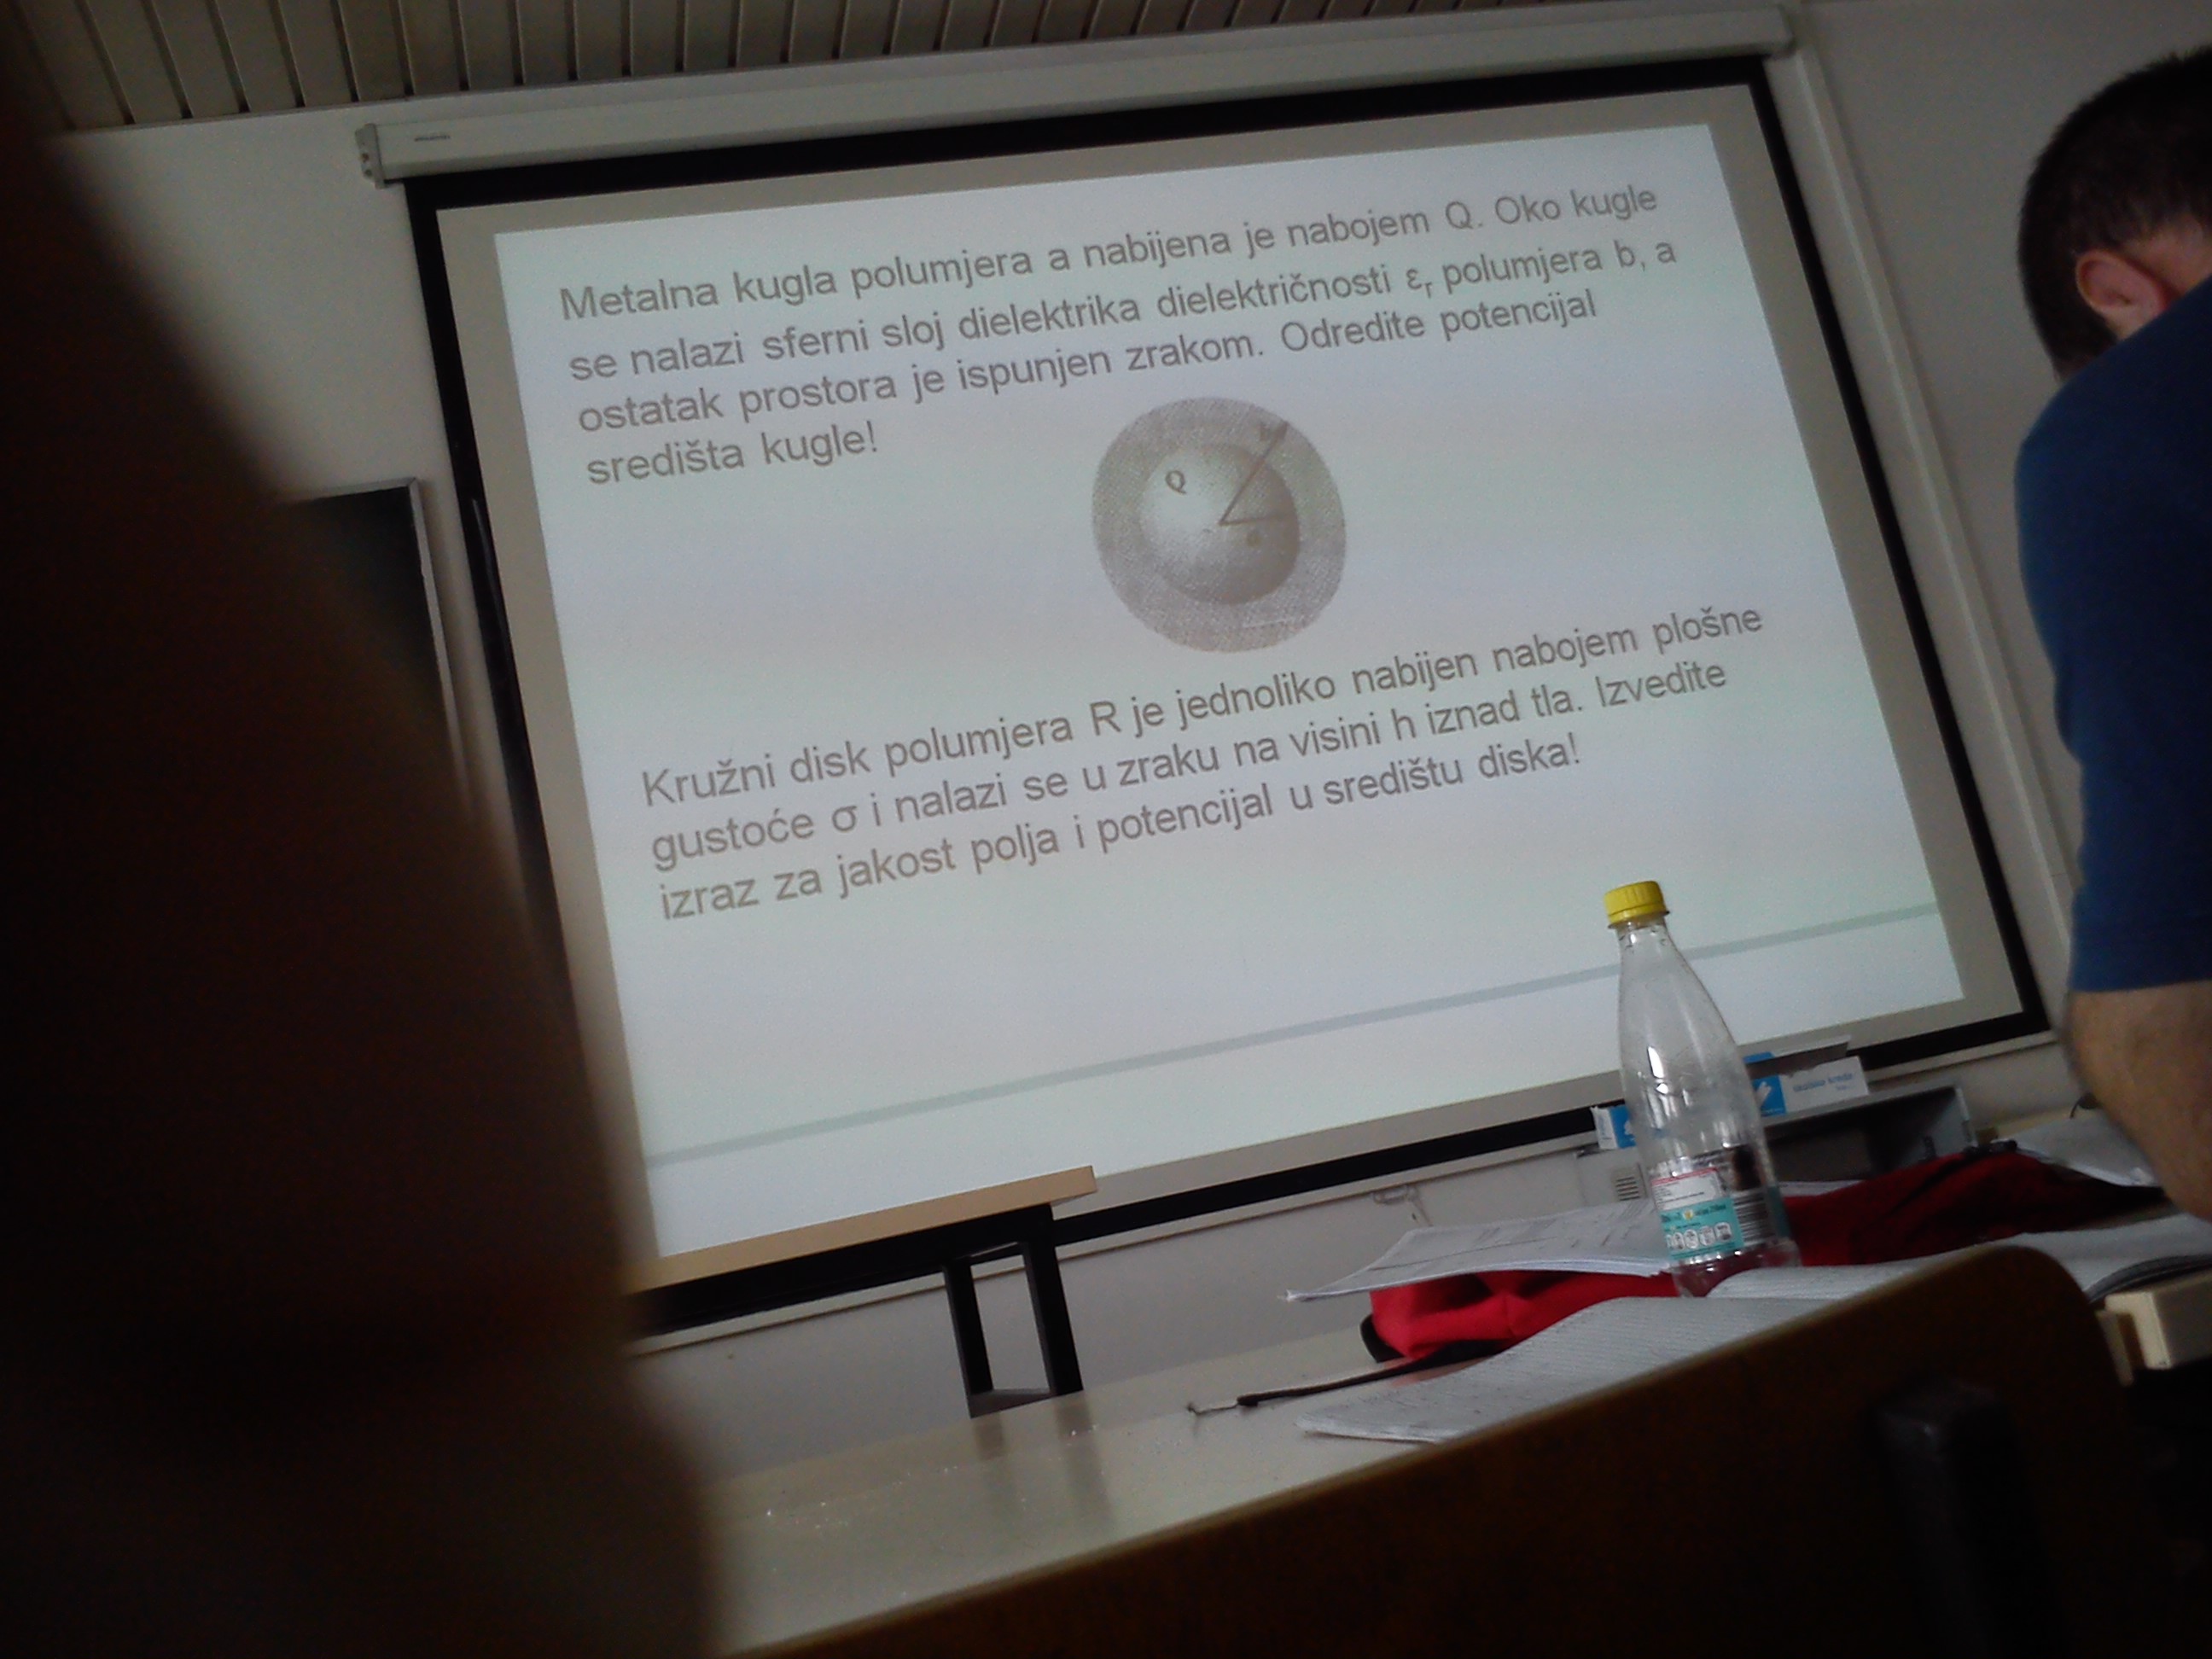 Metalna kugla polumjera a nabijena je nabojem Q. Oko kugle
se nalazi sferni sloj dielektrika dielektričnosti εr polumjera b, a
ostatak prostora je ispunjen zrakom. Odredite potencijal
središta kugle!
Q
Kružni disk polumjera R je jednoliko nabijen nabojem plošne
gustoće σ i nalazi se u zraku na visini h iznad tla. Izvedite
izraz za jakost polja i potencijal u središtu diska!